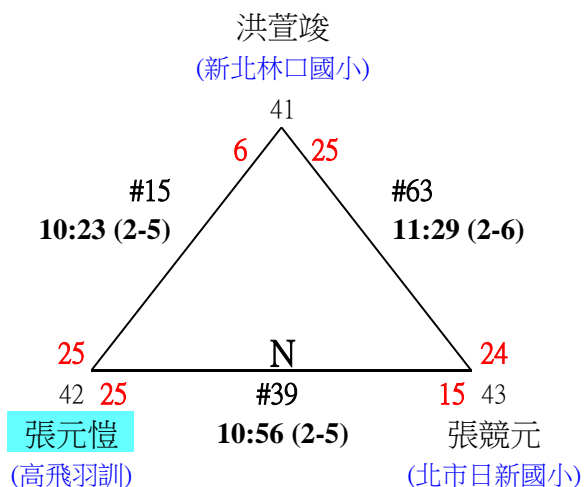 洪萱竣
(新北林口國小)
41
6 25
#15 #63
10:23 (2-5) 11:29 (2-6)
25 N 24
42 25 #39 15 43
張元愷 10:56 (2-5) 張競元
(高飛羽訓) (北市日新國小)